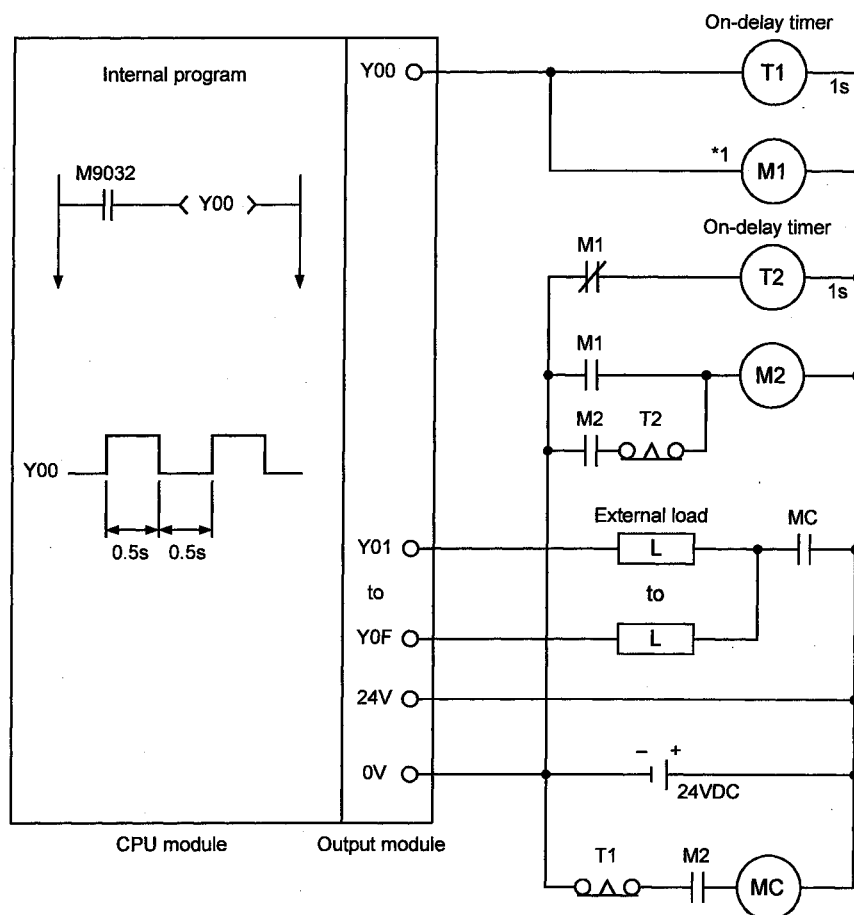 On-delay timer
Internal program
Y00
T1
1s
M9032
*1
M1
Y00
On-delay timer
M1
T2
1s
M1
M2
M2
T2
Y00
External load
MC
0.5s
0.5s
Y01
L
to
to
Y0F
L
24V
− +
0V
24VDC
CPU module
Output module
T1
M2
MC